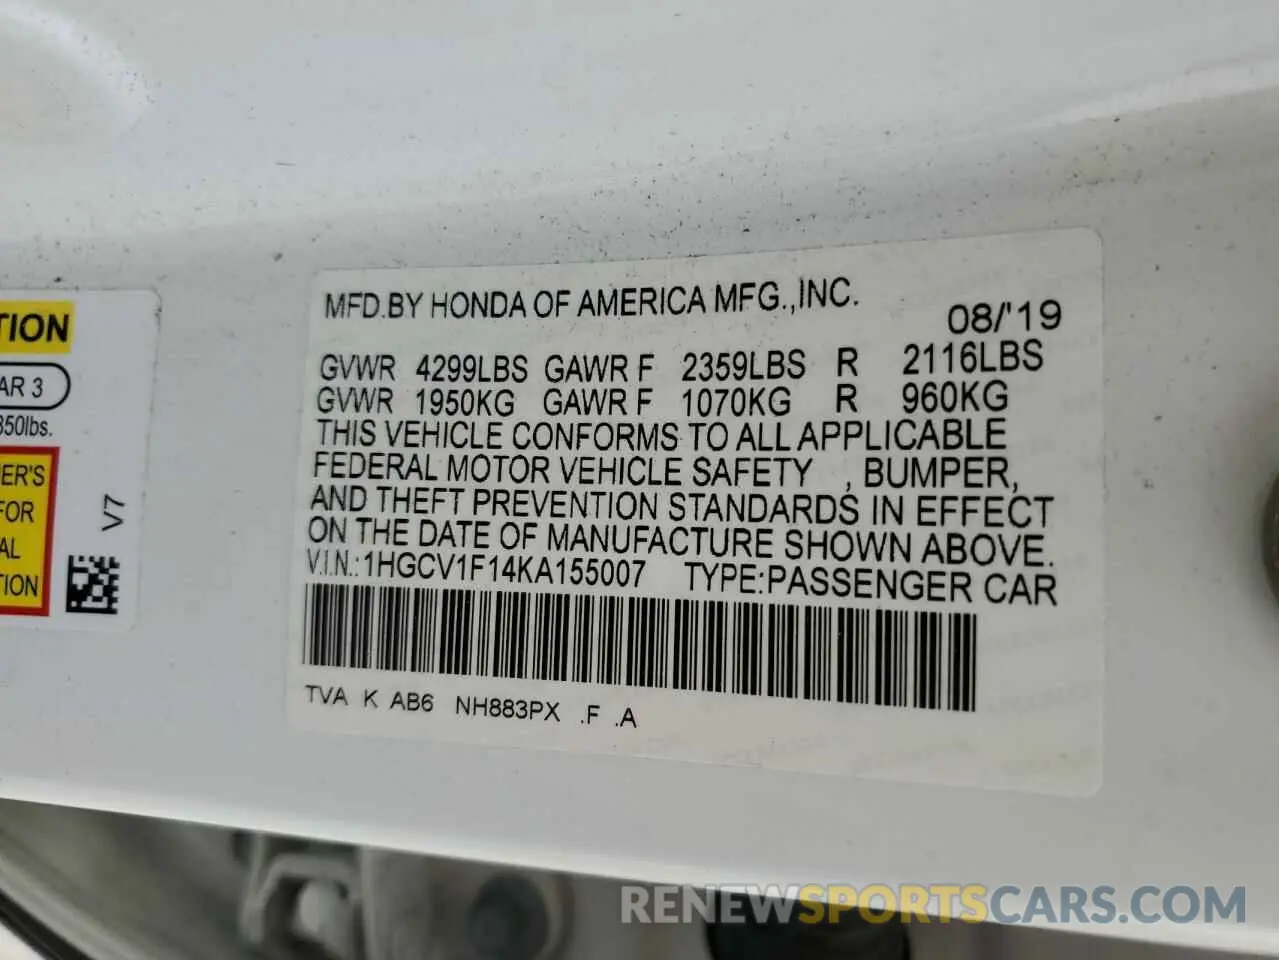 TION
AR 3
850lbs.
ER'S
FOR
AL
ION
V7
MFD.BY HONDA OF AMERICA MFG.,INC.
08/'19
GVWR 4299LBS GAWR F 2359LBS R 2116LBS
GVWR 1950KG GAWR F 1070KG R 960KG
THIS VEHICLE CONFORMS TO ALL APPLICABLE
FEDERAL MOTOR VEHICLE SAFETY , BUMPER,
AND THEFT PREVENTION STANDARDS IN EFFECT
ON THE DATE OF MANUFACTURE SHOWN ABOVE.
V.I.N.: 1HGCV1F14KA155007 TYPE:PASSENGER CAR
TVA K AB6 NH883PX .F .A
RENEWSPORTSCARS.COM